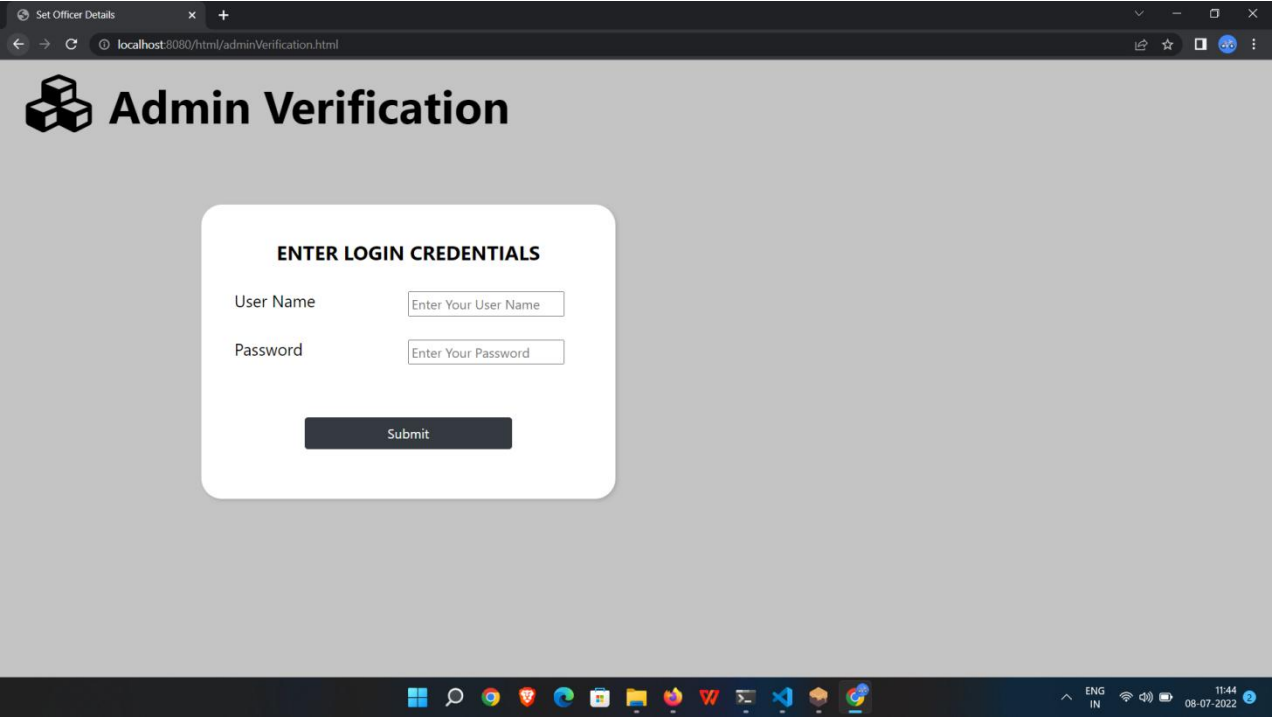 Set Officer Details
localhost:8080/html/adminVerification.html
Admin Verification
ENTER LOGIN CREDENTIALS
User Name Enter Your User Name
Password Enter Your Password
Submit
ENG 11:44
IN 08-07-2022 2